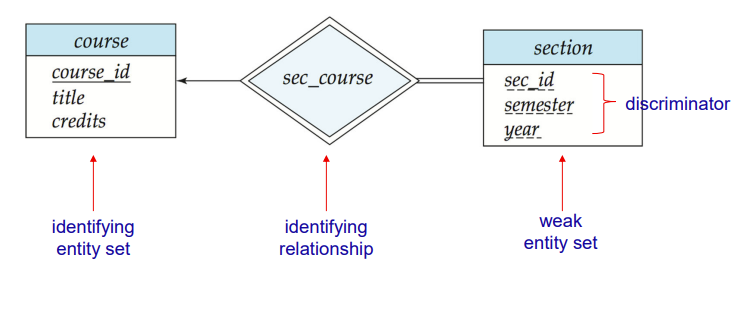 course
course_id
title
credits
sec_course
section
sec_id
semester
year
discriminator
identifying
entity set
identifying
relationship
weak
entity set